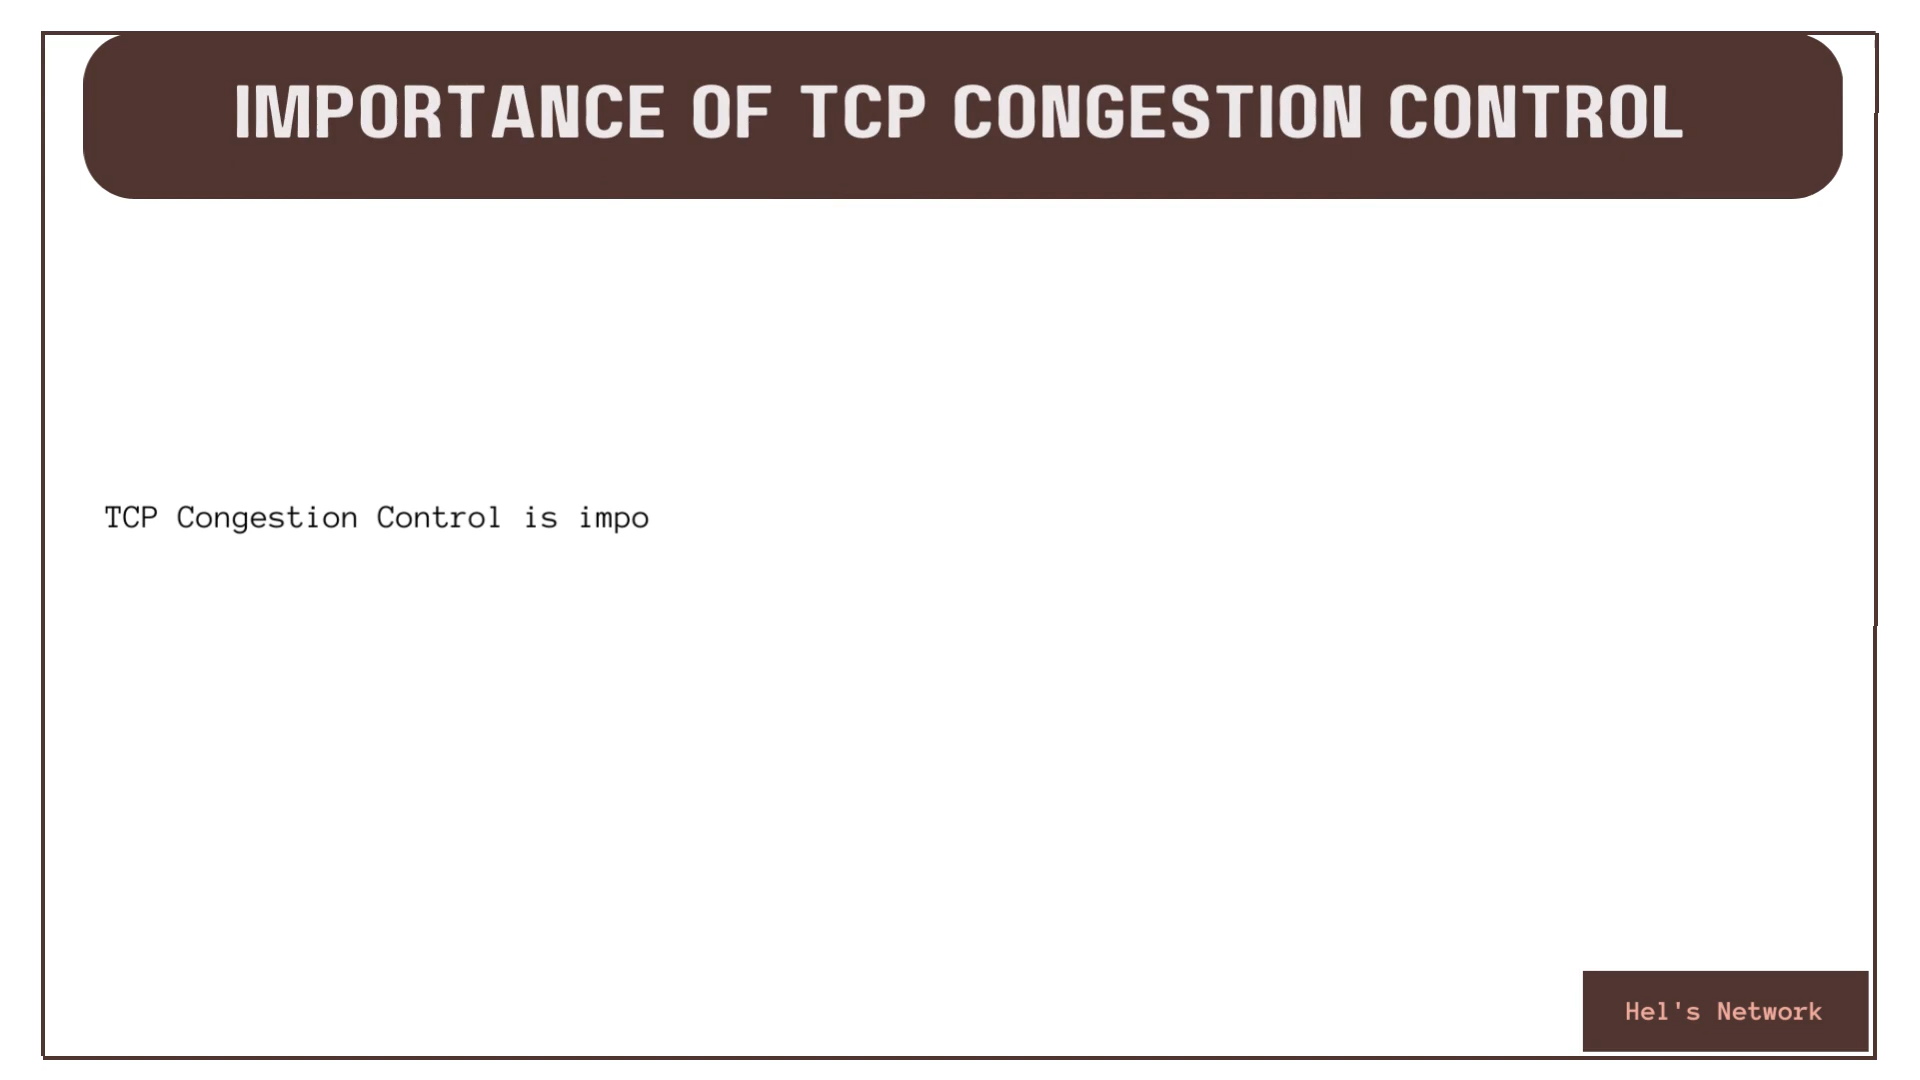 IMPORTANCE OF TCP CONGESTION CONTROL
TCP Congestion Control is impo
Hel's Network